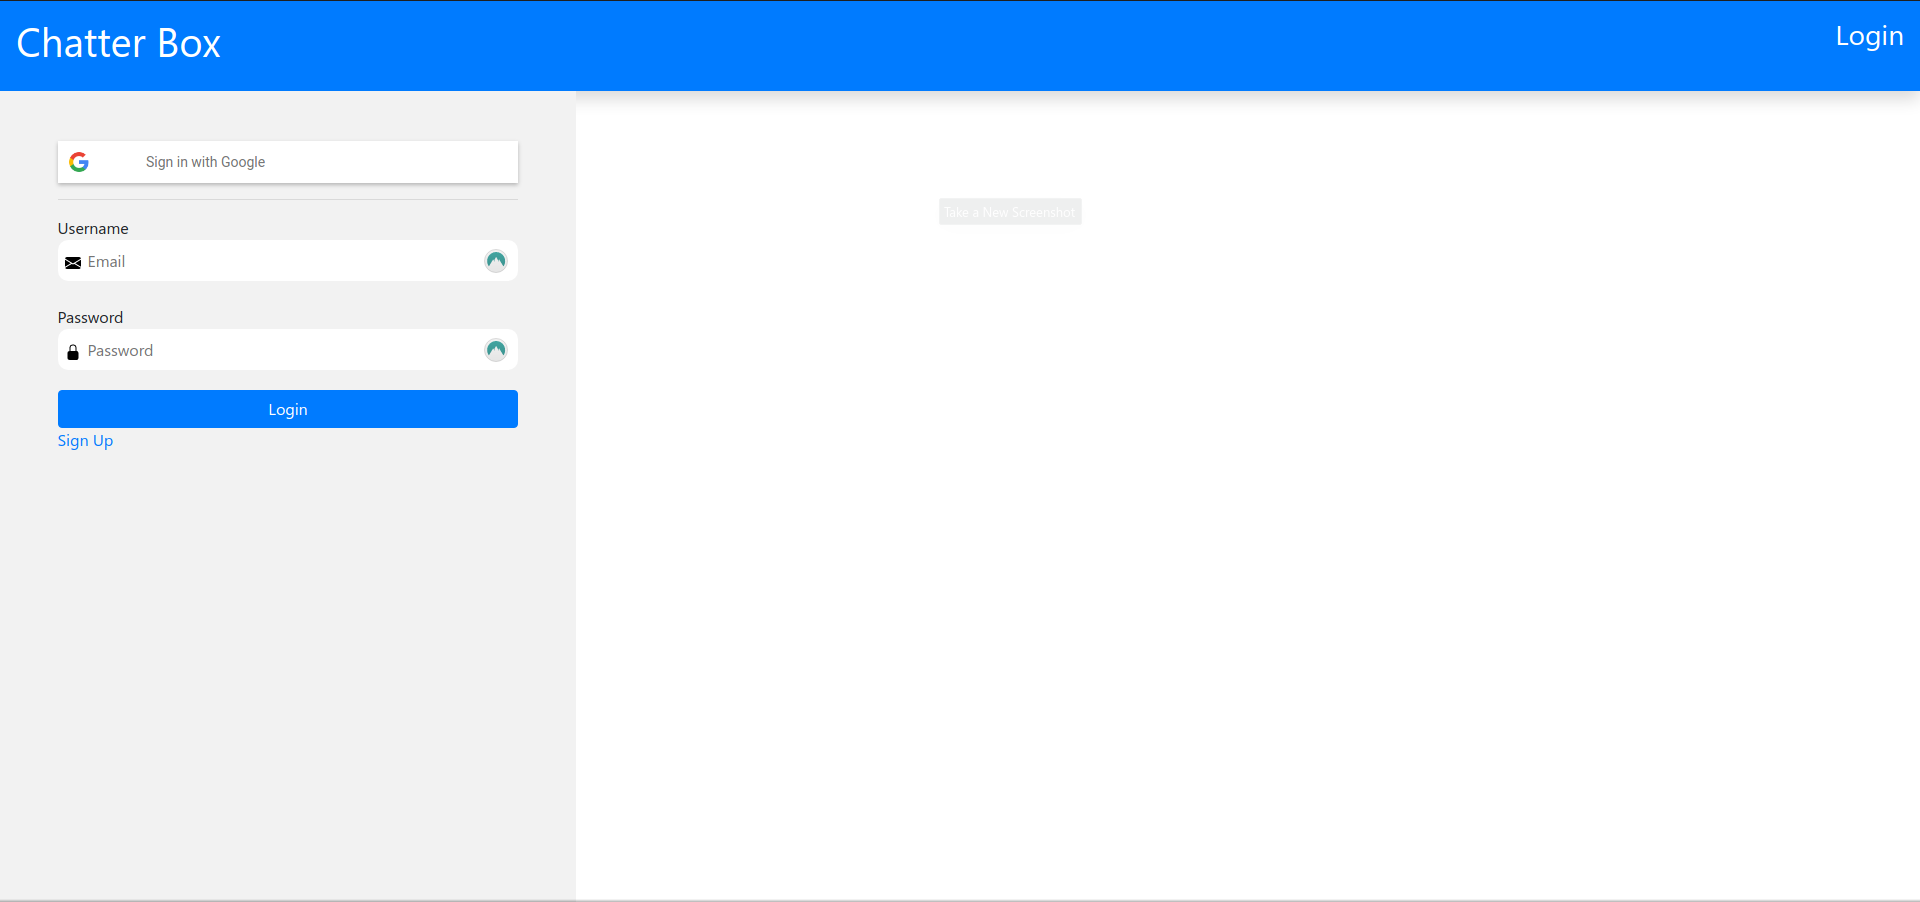 Chatter Box
Login
Sign in with Google
Take a New Screenshot
Username
Email
Password
Password
Login
Sign Up